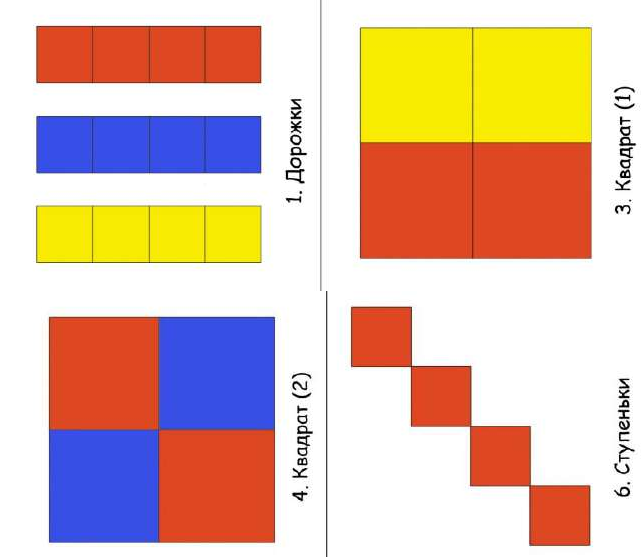 1. Дорожки
3. Квадрат (1)
4. Квадрат (2)
6. Ступеньки